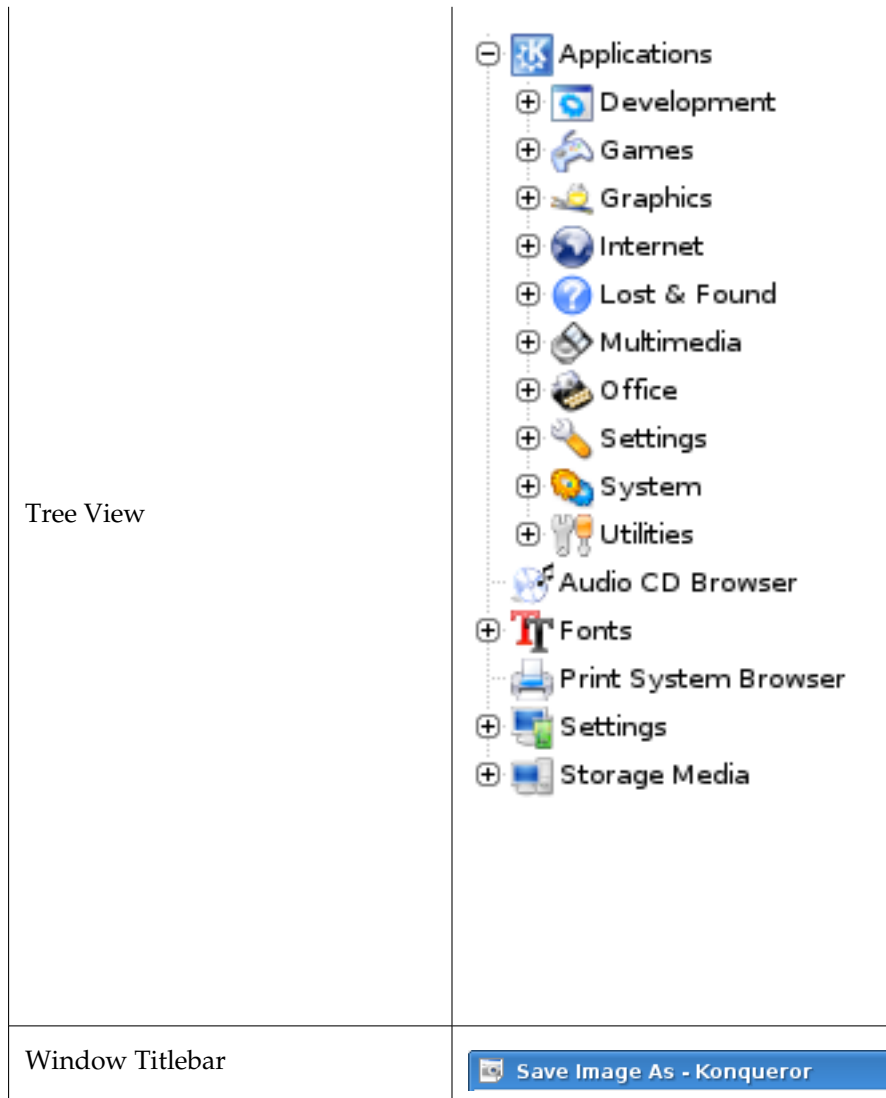 Tree View
Applications
Development
Games
Graphics
Internet
Lost & Found
Multimedia
Office
Settings
System
Utilities
Audio CD Browser
Fonts
Print System Browser
Settings
Storage Media
Window Titlebar
Save Image As - Konqueror